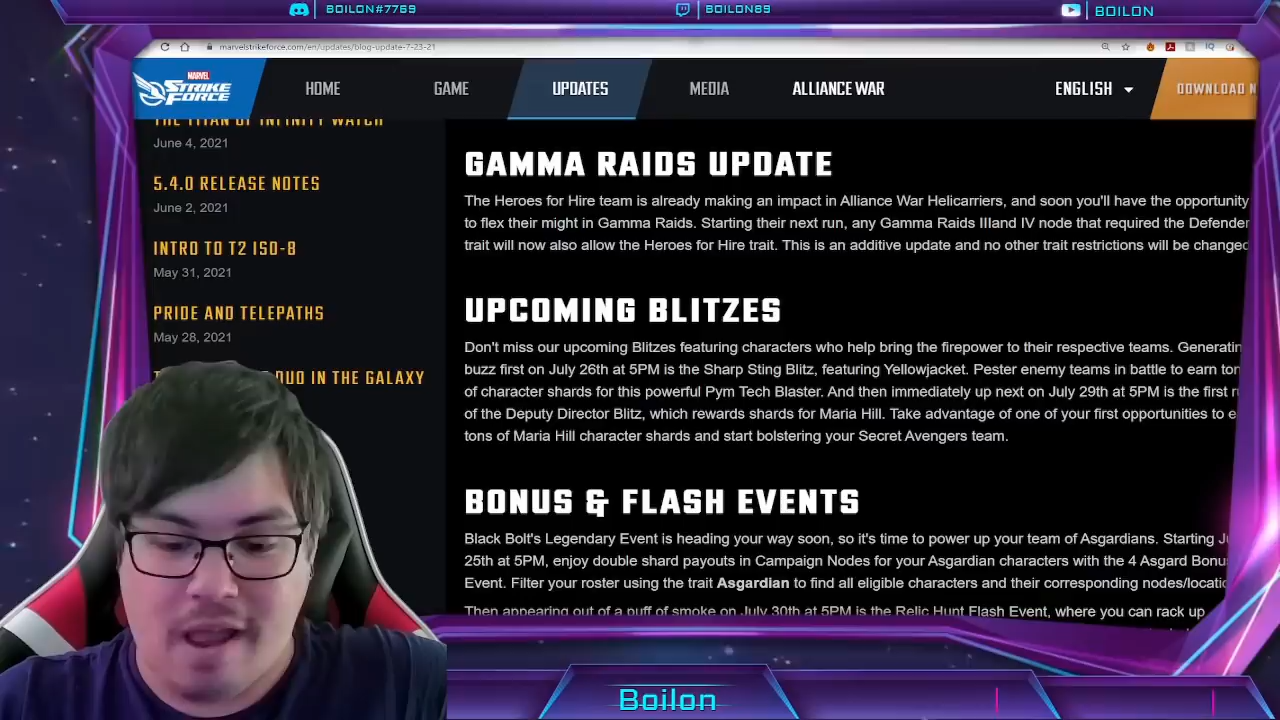 BOILON#7769
BOILON89
BOILON
marvelstrikeforce.com/en/updates/blog-update-7-23-21
MARVEL
STRIKE
FORCE
HOME
GAME
UPDATES
MEDIA
ALLIANCE WAR
ENGLISH
DOWNLOAD
THE TITAN OF INFINITY WATCH
June 4, 2021
5.4.0 RELEASE NOTES
June 2, 2021
INTRO TO T2 ISO-8
May 31, 2021
PRIDE AND TELEPATHS
May 28, 2021
DUO IN THE GALAXY
GAMMA RAIDS UPDATE
The Heroes for Hire team is already making an impact in Alliance War Helicarriers, and soon you'll have the opportunity
to flex their might in Gamma Raids. Starting their next run, any Gamma Raids IIIand IV node that required the Defender
trait will now also allow the Heroes for Hire trait. This is an additive update and no other trait restrictions will be changed
UPCOMING BLITZES
Don't miss our upcoming Blitzes featuring characters who help bring the firepower to their respective teams. Generatin
buzz first on July 26th at 5PM is the Sharp Sting Blitz, featuring Yellowjacket. Pester enemy teams in battle to earn ton
of character shards for this powerful Pym Tech Blaster. And then immediately up next on July 29th at 5PM is the first r
of the Deputy Director Blitz, which rewards shards for Maria Hill. Take advantage of one of your first opportunities to e
tons of Maria Hill character shards and start bolstering your Secret Avengers team.
BONUS & FLASH EVENTS
Black Bolt's Legendary Event is heading your way soon, so it's time to power up your team of Asgardians. Starting Ju
25th at 5PM, enjoy double shard payouts in Campaign Nodes for your Asgardian characters with the 4 Asgard Bonu
Event. Filter your roster using the trait Asgardian to find all eligible characters and their corresponding nodes/locatio
Then appearing out of a puff of smoke on July 30th at 5PM is the Relic Hunt Flash Event, where you can rack up
Boilon